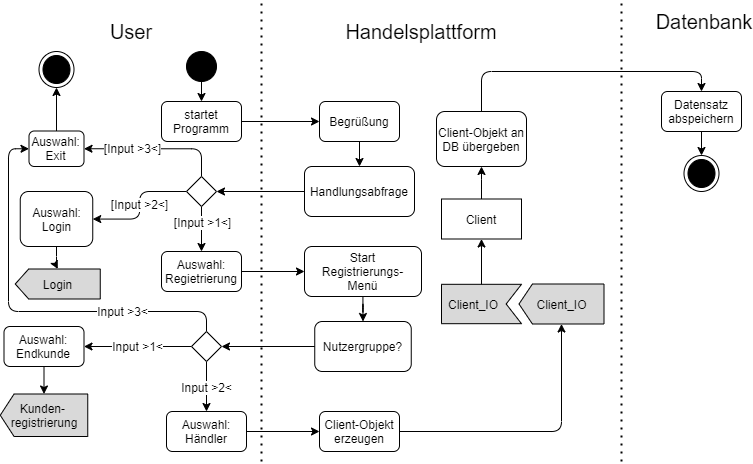 User
Handelsplattform
Datenbank
startet
Programm
Begrüßung
Client-Objekt an
DB übergeben
Datensatz
abspeichern
Auswahl:
Exit
[Input >3<]
Handlungsabfrage
[Input >2<]
[Input >1<]
Auswahl:
Login
Client
Auswahl:
Regietrierung
Start
Registrierungs-
Menü
Login
Client_IO
Client_IO
Input >3<
Auswahl:
Endkunde
Input >1<
Nutzergruppe?
Input >2<
Kunden-
registrierung
Auswahl:
Händler
Client-Objekt
erzeugen